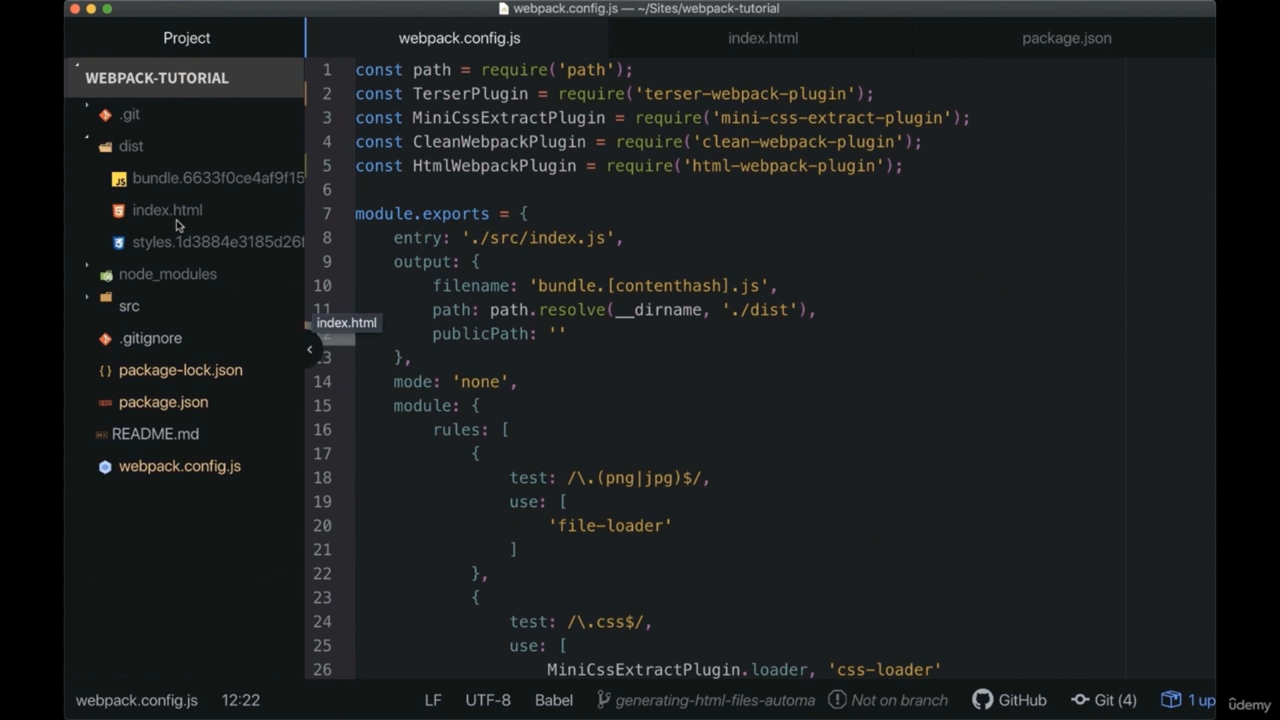 webpack.config.js — ~/Sites/webpack-tutorial
Project
webpack.config.js
index.html
package.json
WEBPACK-TUTORIAL
.git
dist
bundle.6633f0ce4af9f15
index.html
styles.1d3884e3185d26
node_modules
src
.gitignore
package-lock.json
package.json
README.md
webpack.config.js
index.html
1 const path = require('path');
2 const TerserPlugin = require('terser-webpack-plugin');
3 const MiniCssExtractPlugin = require('mini-css-extract-plugin');
4 const CleanWebpackPlugin = require('clean-webpack-plugin');
5 const HtmlWebpackPlugin = require('html-webpack-plugin');
6
7 module.exports = {
8 entry: './src/index.js',
9 output: {
10 filename: 'bundle.[contenthash].js',
11 path: path.resolve(__dirname, './dist'),
publicPath: ''
13 },
14 mode: 'none',
15 module: {
16 rules: [
17 {
18 test: /\.(png|jpg)$/,
19 use: [
20 'file-loader'
21 ]
22 },
23 {
24 test: /\.css$/,
25 use: [
26 MiniCssExtractPlugin.loader, 'css-loader'
webpack.config.js 12:22 LF UTF-8 Babel generating-html-files-automa Not on branch GitHub Git (4) 1 up
ûdemy